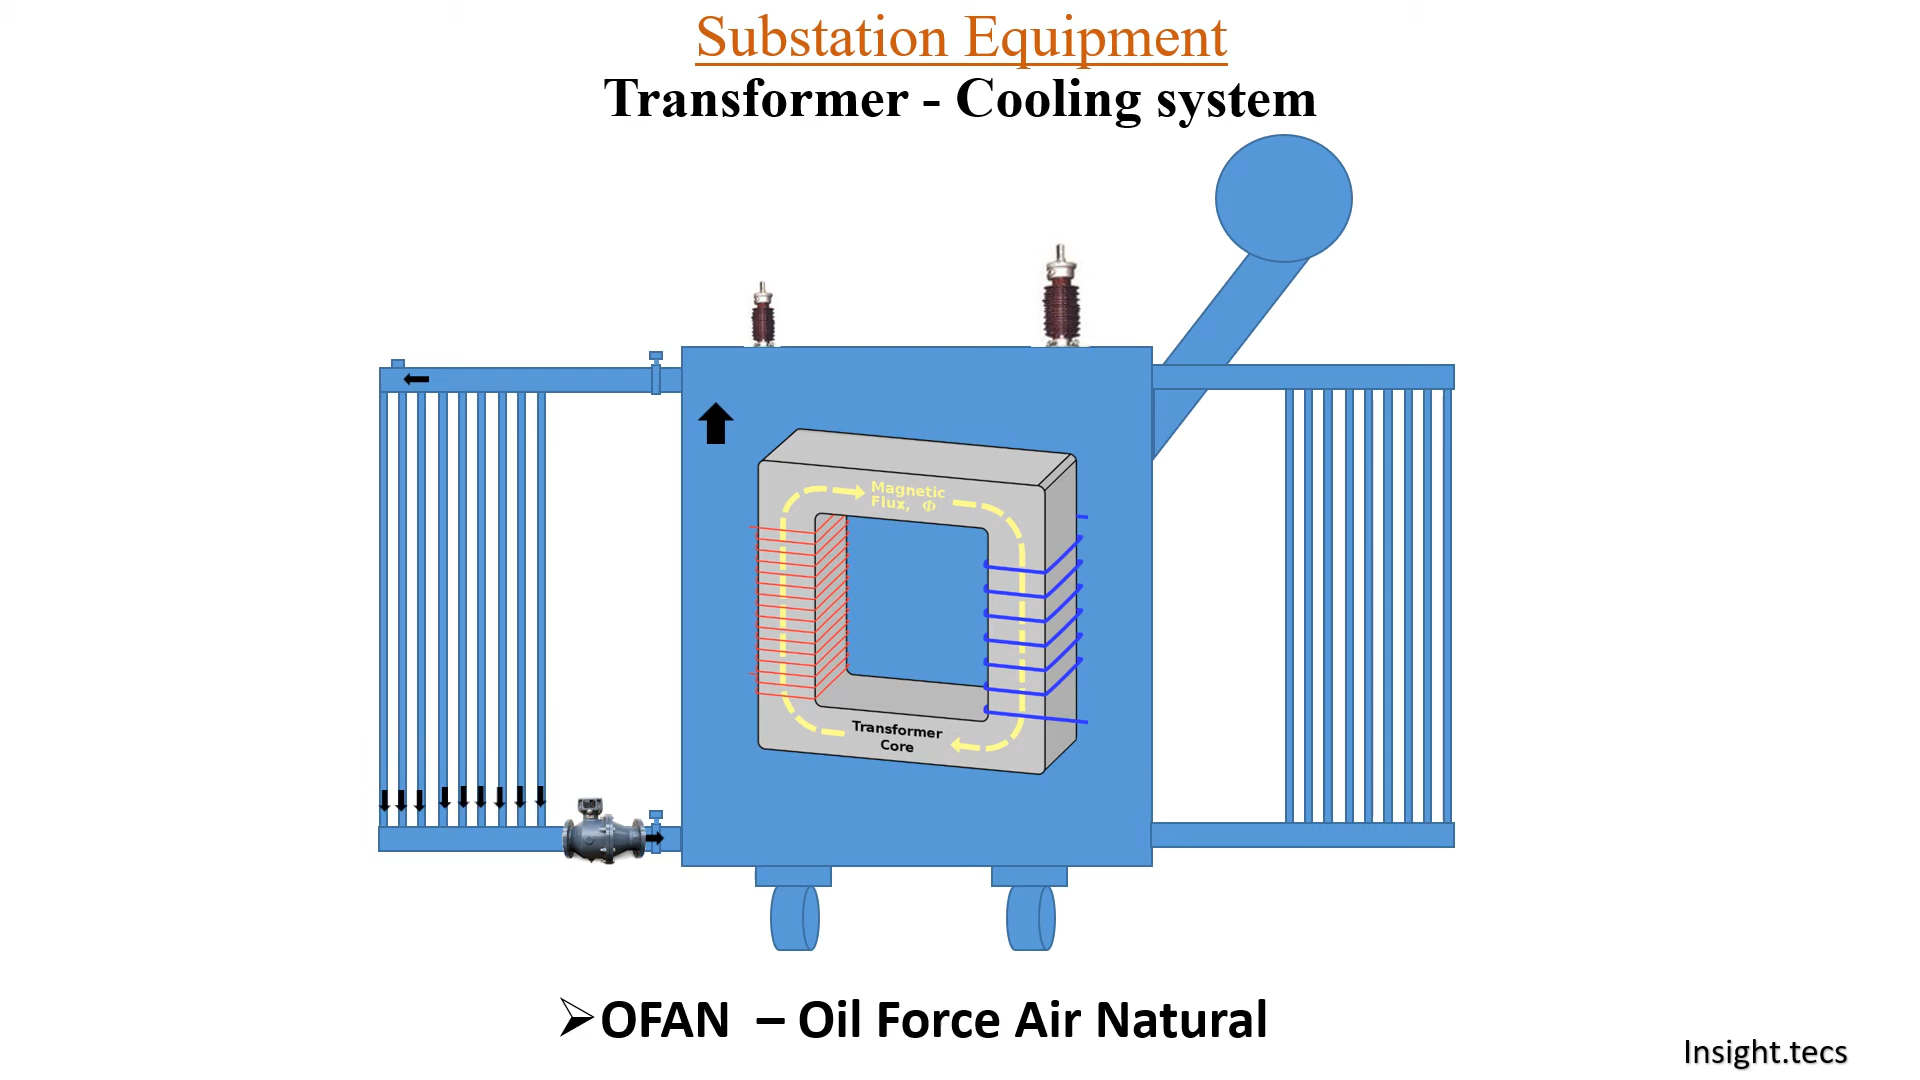 Substation Equipment
Transformer - Cooling system
Magnetic
Flux, Φ
Transformer
Core
➢OFAN – Oil Force Air Natural
Insight.tecs